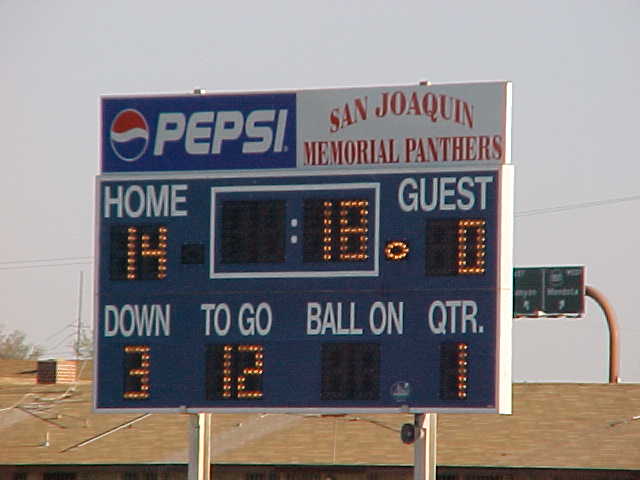 PEPSI
SAN JOAQUIN
MEMORIAL PANTHERS
HOME
GUEST
14
:18
0
DOWN
TO GO
BALL ON
QTR.
3
12
1
Mendota